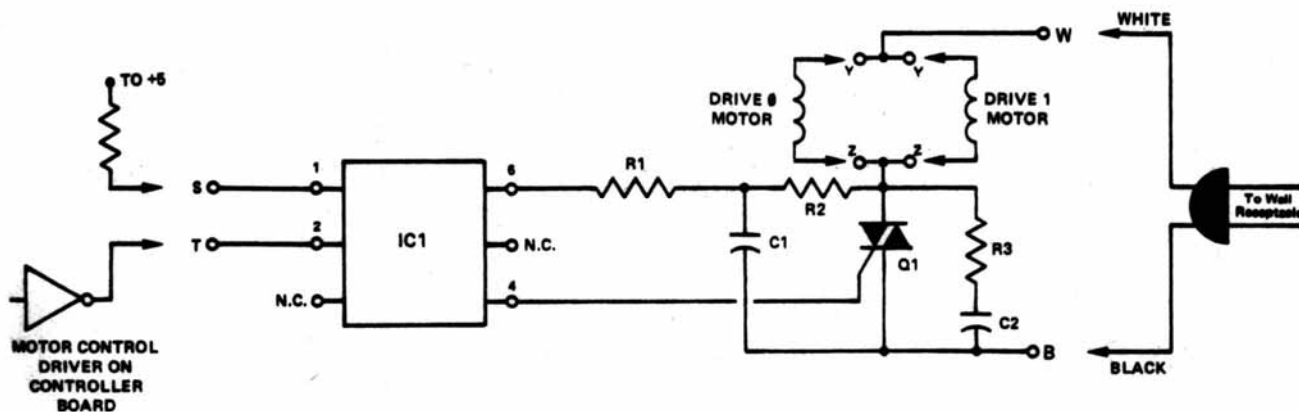 TO +5
S
T
1
2
N.C.
IC1
6
N.C.
4
R1
C1
R2
Q1
R3
C2
DRIVE 0
MOTOR
DRIVE 1
MOTOR
Y
Y
Z
Z
W
B
WHITE
BLACK
To Wall
Receptacle
MOTOR CONTROL
DRIVER ON
CONTROLLER
BOARD